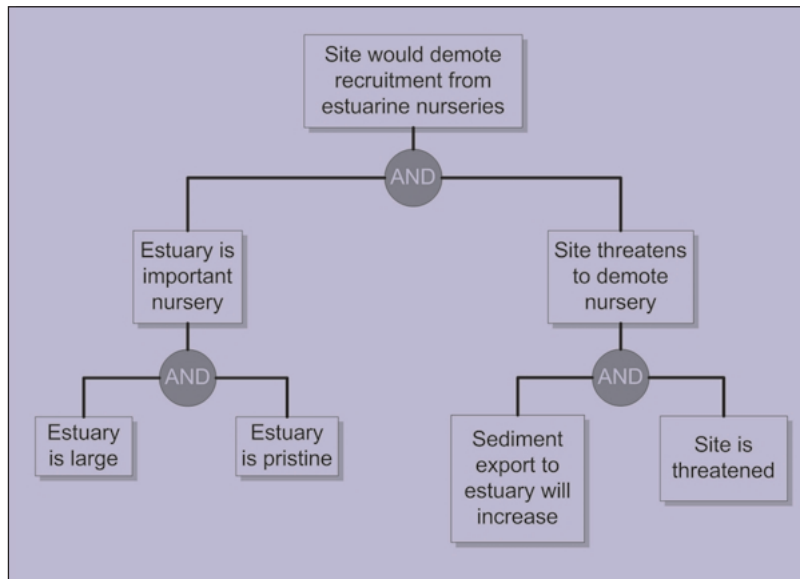 Site would demote
recruitment from
estuarine nurseries
AND
Estuary is
important
nursery
Site threatens
to demote
nursery
AND
AND
Estuary
is large
Estuary
is pristine
Sediment
export to
estuary will
increase
Site is
threatened